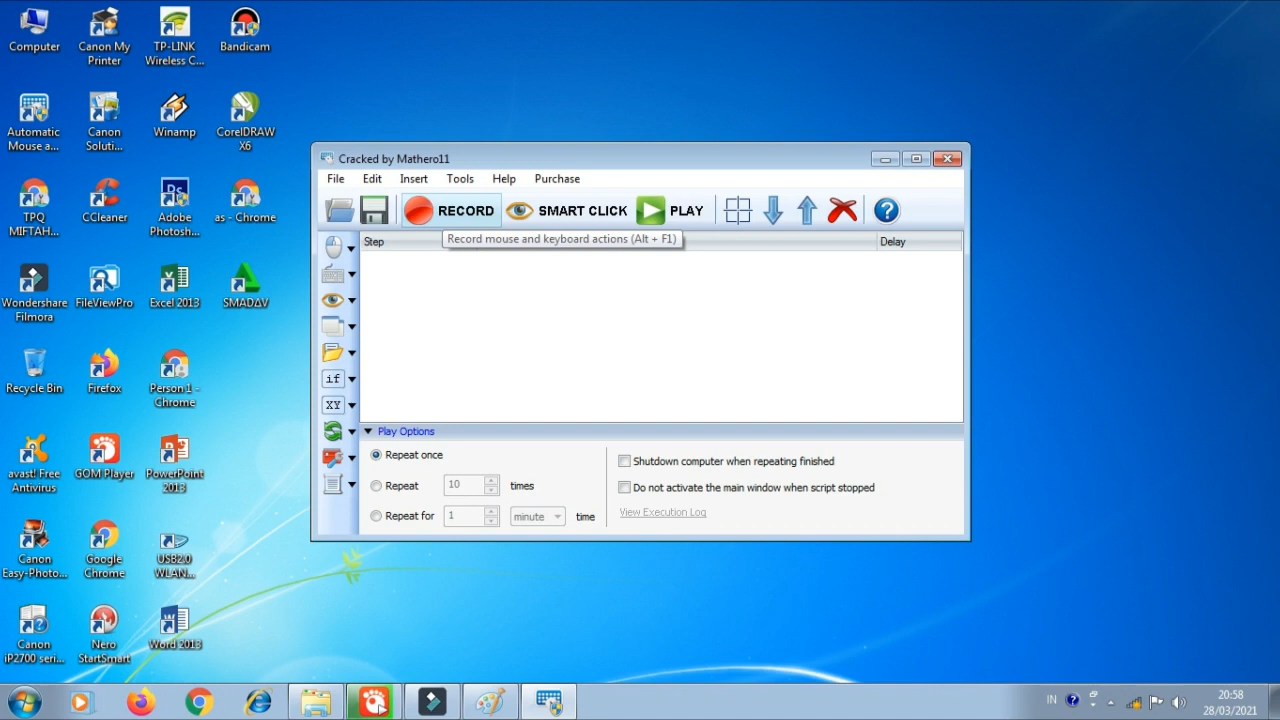 Computer
Canon My
Printer
TP-LINK
Wireless C...
Bandicam
Automatic
Mouse a...
Canon
Soluti...
Winamp
CorelDRAW
X6
TPQ
MIFTAH...
CCleaner
Adobe
Photosh...
as - Chrome
Wondershare
Filmora
FileViewPro
Excel 2013
SMADAV
Recycle Bin
Firefox
Person 1 -
Chrome
avast! Free
Antivirus
GOM Player
PowerPoint
2013
Canon
Easy-Photo...
Google
Chrome
USB2.0
WLAN...
Canon
iP2700 seri...
Nero
StartSmart
Word 2013
Cracked by Mathero11
File Edit Insert Tools Help Purchase
RECORD SMART CLICK PLAY
Record mouse and keyboard actions (Alt + F1)
Step Delay
if
XY
Play Options
Repeat once
Repeat 10 times
Repeat for 1 minute time
Shutdown computer when repeating finished
Do not activate the main window when script stopped
View Execution Log
IN
20:58
28/03/2021